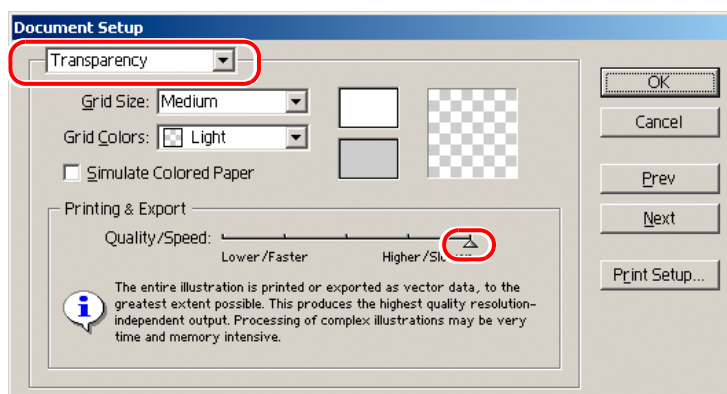 Document Setup
Transparency
OK
Grid Size: Medium
Cancel
Grid Colors: Light
Simulate Colored Paper
Prev
Printing & Export
Next
Quality/Speed:
Lower/Faster
Print Setup...
The entire illustration is printed or exported as vector data, to the
greatest extent possible. This produces the highest quality resolution-
independent output. Processing of complex illustrations may be very
time and memory intensive.